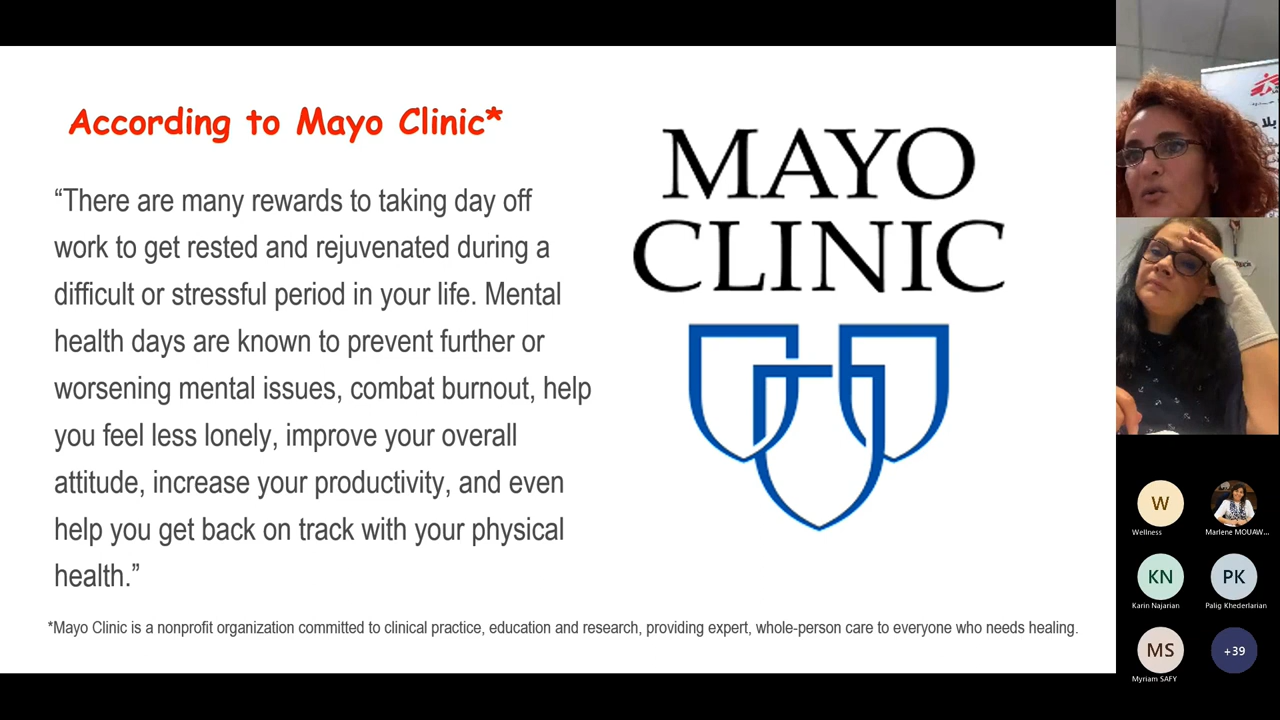 According to Mayo Clinic*
“There are many rewards to taking day off
work to get rested and rejuvenated during a
difficult or stressful period in your life. Mental
health days are known to prevent further or
worsening mental issues, combat burnout, help
you feel less lonely, improve your overall
attitude, increase your productivity, and even
help you get back on track with your physical
health.”
*Mayo Clinic is a nonprofit organization committed to clinical practice, education and research, providing expert, whole-person care to everyone who needs healing.
MAYO
CLINIC
بلا
W
Wellness
Marlene MOUAW...
KN
Karin Najarian
PK
Palig Khederlarian
MS
Myriam SAFY
+39